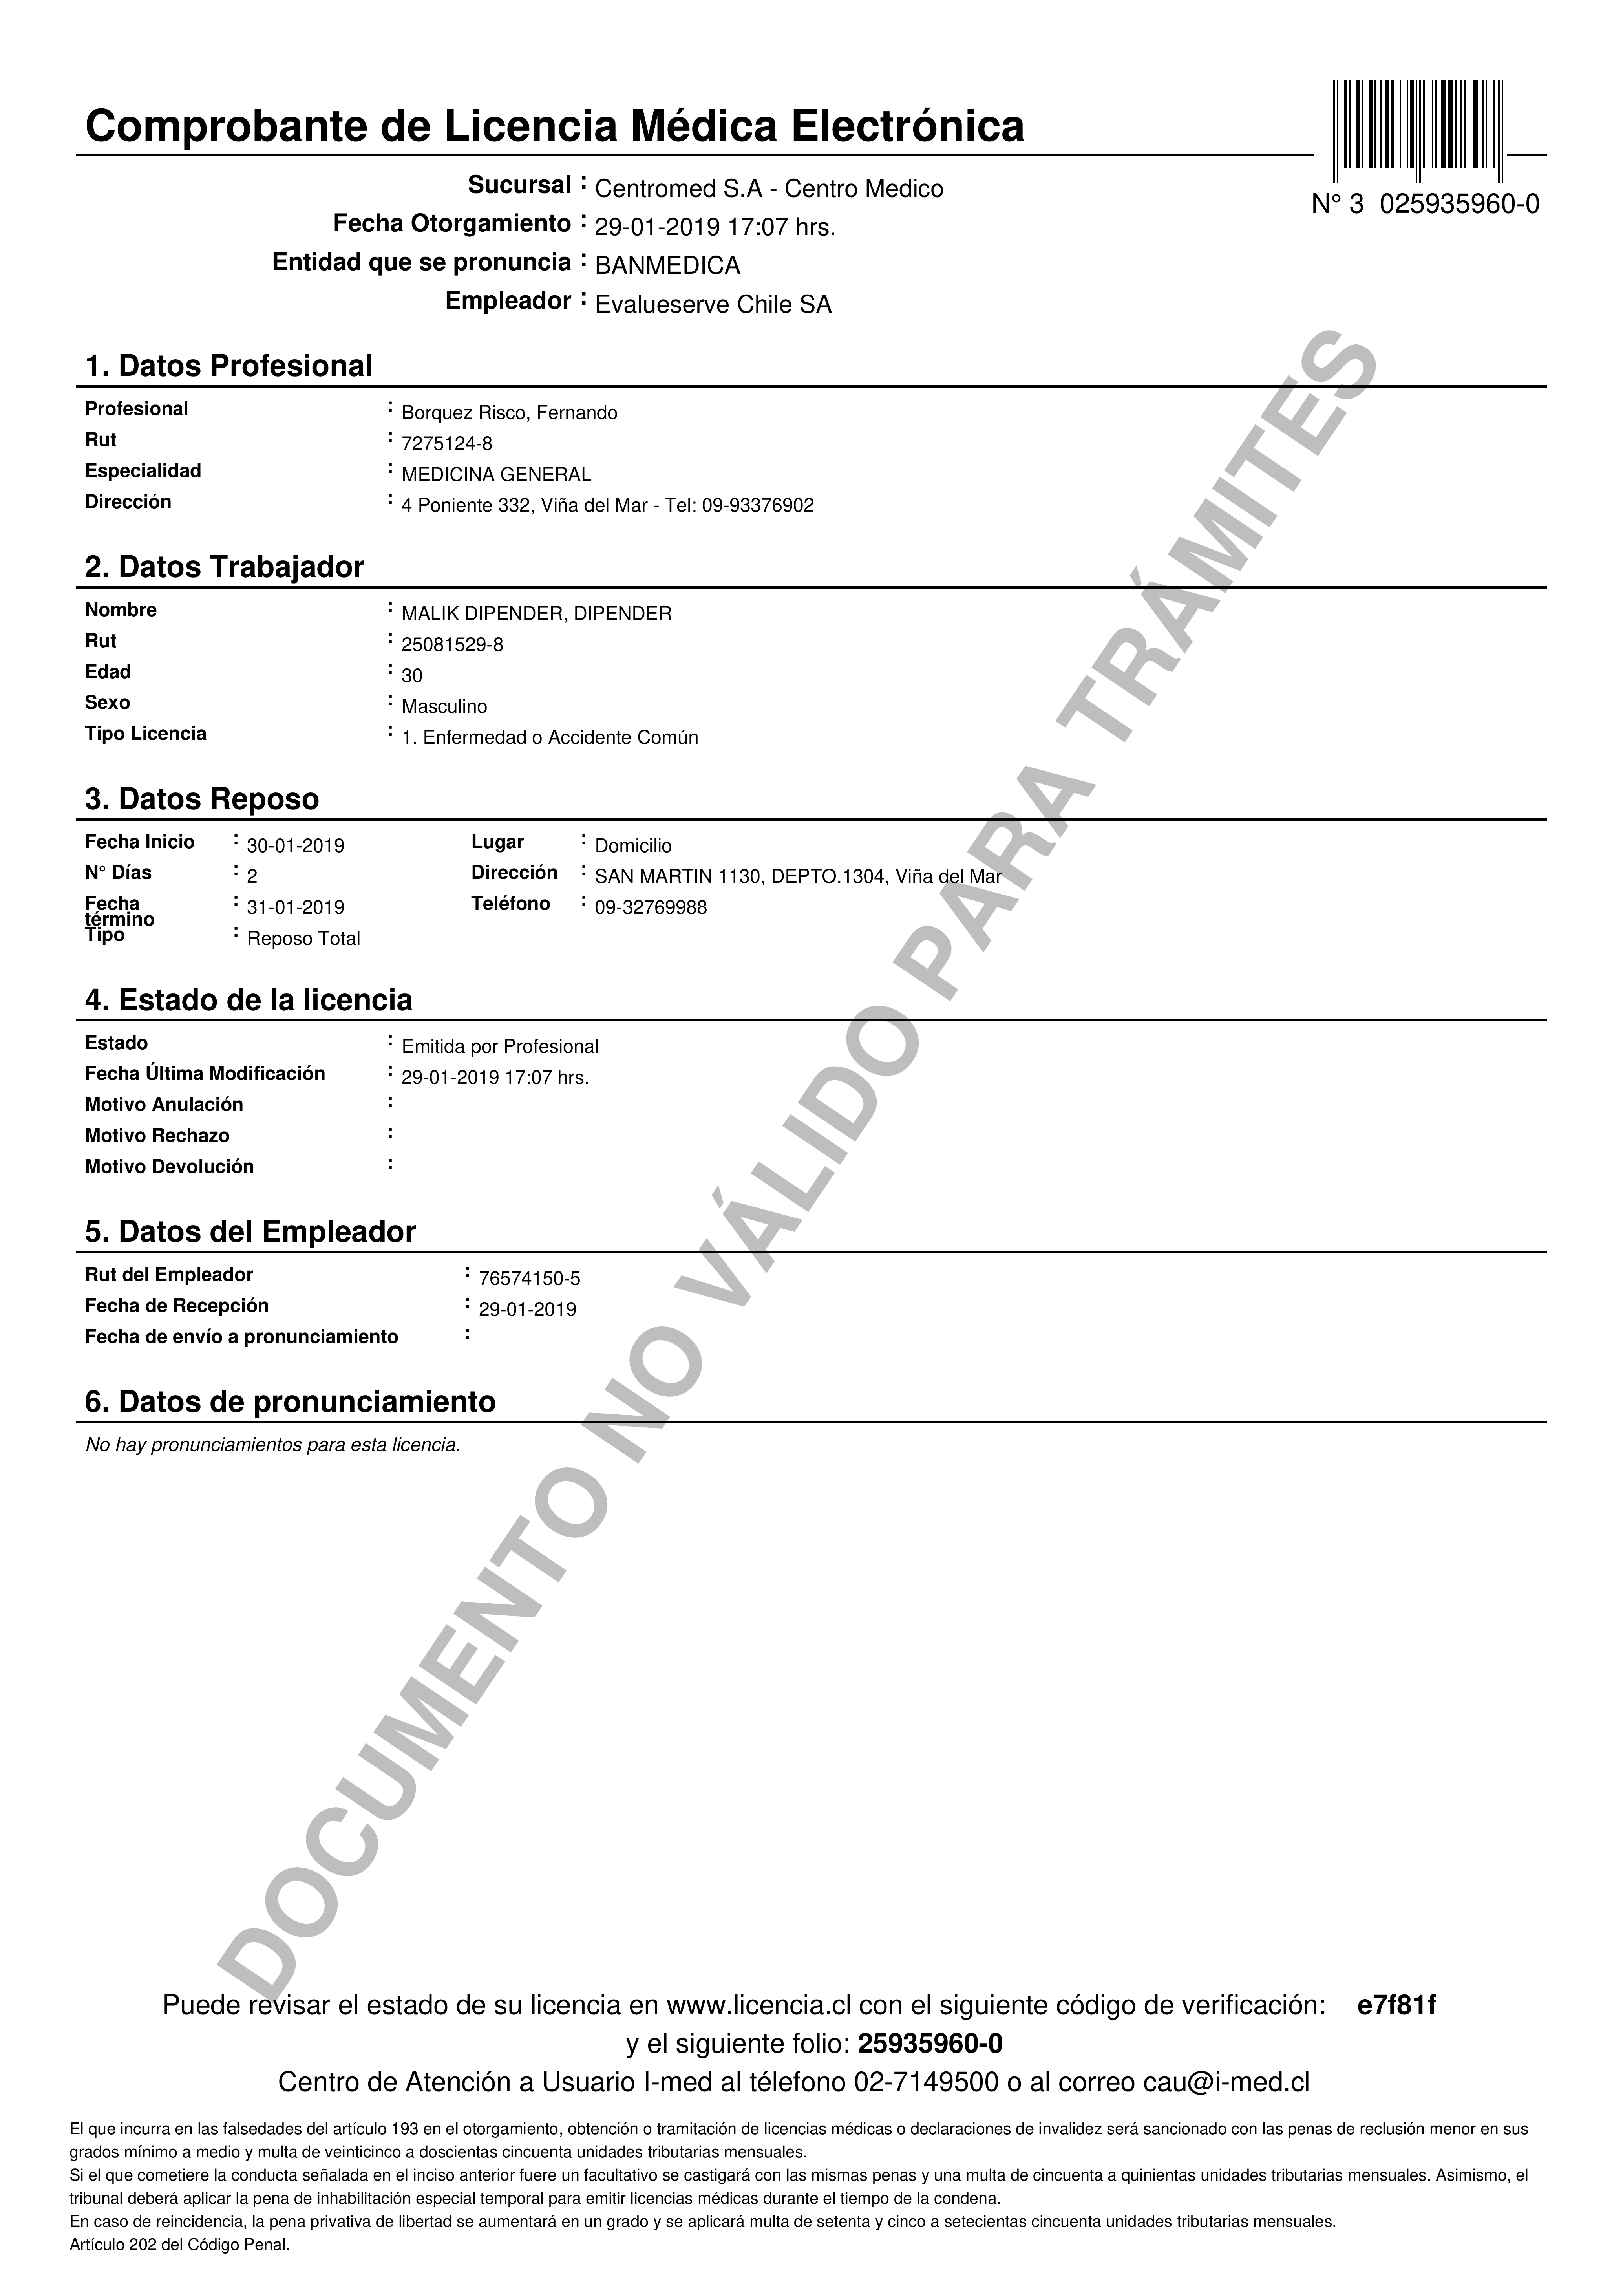 Comprobante de Licencia Médica Electrónica
N° 3 025935960-0
Sucursal : Centromed S.A - Centro Medico
Fecha Otorgamiento : 29-01-2019 17:07 hrs.
Entidad que se pronuncia : BANMEDICA
Empleador : Evalueserve Chile SA
1. Datos Profesional
Profesional : Borquez Risco, Fernando
Rut : 7275124-8
Especialidad : MEDICINA GENERAL
Dirección : 4 Poniente 332, Viña del Mar - Tel: 09-93376902
2. Datos Trabajador
Nombre : MALIK DIPENDER, DIPENDER
Rut : 25081529-8
Edad : 30
Sexo : Masculino
Tipo Licencia : 1. Enfermedad o Accidente Común
3. Datos Reposo
Fecha Inicio : 30-01-2019 Lugar : Domicilio
N° Días : 2 Dirección : SAN MARTIN 1130, DEPTO.1304, Viña del Mar
Fecha término : 31-01-2019 Teléfono : 09-32769988
Tipo : Reposo Total
4. Estado de la licencia
Estado : Emitida por Profesional
Fecha Última Modificación : 29-01-2019 17:07 hrs.
Motivo Anulación :
Motivo Rechazo :
Motivo Devolución :
5. Datos del Empleador
Rut del Empleador : 76574150-5
Fecha de Recepción : 29-01-2019
Fecha de envío a pronunciamiento :
6. Datos de pronunciamiento
No hay pronunciamientos para esta licencia.
DOCUMENTO NO VÁLIDO PARA TRÁMITES
Puede revisar el estado de su licencia en www.licencia.cl con el siguiente código de verificación: e7f81f
y el siguiente folio: 25935960-0
Centro de Atención a Usuario I-med al télefono 02-7149500 o al correo cau@i-med.cl
El que incurra en las falsedades del artículo 193 en el otorgamiento, obtención o tramitación de licencias médicas o declaraciones de invalidez será sancionado con las penas de reclusión menor en sus
grados mínimo a medio y multa de veinticinco a doscientas cincuenta unidades tributarias mensuales.
Si el que cometiere la conducta señalada en el inciso anterior fuere un facultativo se castigará con las mismas penas y una multa de cincuenta a quinientas unidades tributarias mensuales. Asimismo, el
tribunal deberá aplicar la pena de inhabilitación especial temporal para emitir licencias médicas durante el tiempo de la condena.
En caso de reincidencia, la pena privativa de libertad se aumentará en un grado y se aplicará multa de setenta y cinco a setecientas cincuenta unidades tributarias mensuales.
Artículo 202 del Código Penal.